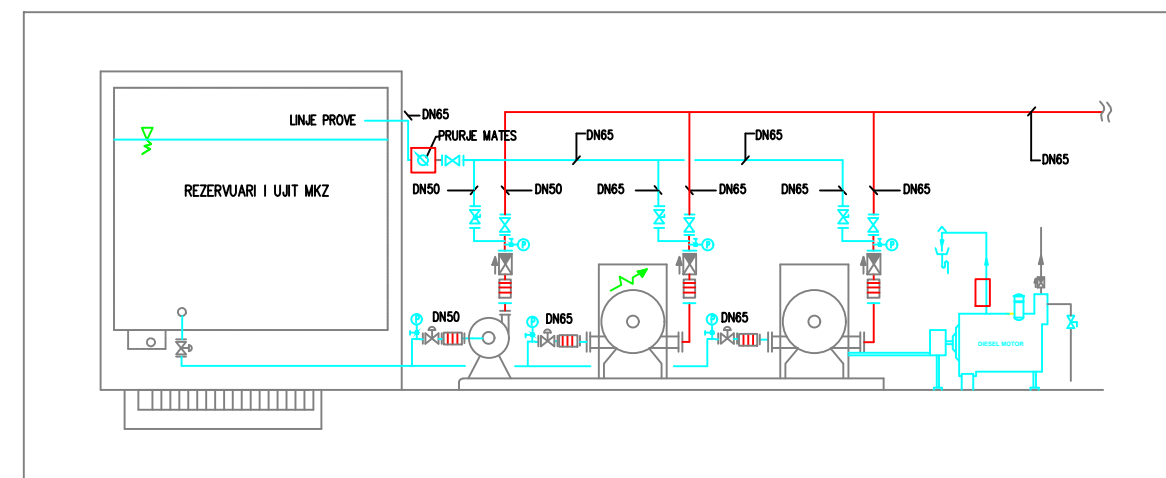 DN65
LINJE PROVE
PRURJE MATES
DN65
DN65
DN65
REZERVUARI I UJIT MKZ
DN50
DN50
DN65
DN65
DN65
DN65
P
P
P
P
DN50
P
DN65
P
DN65
DIESEL MOTOR